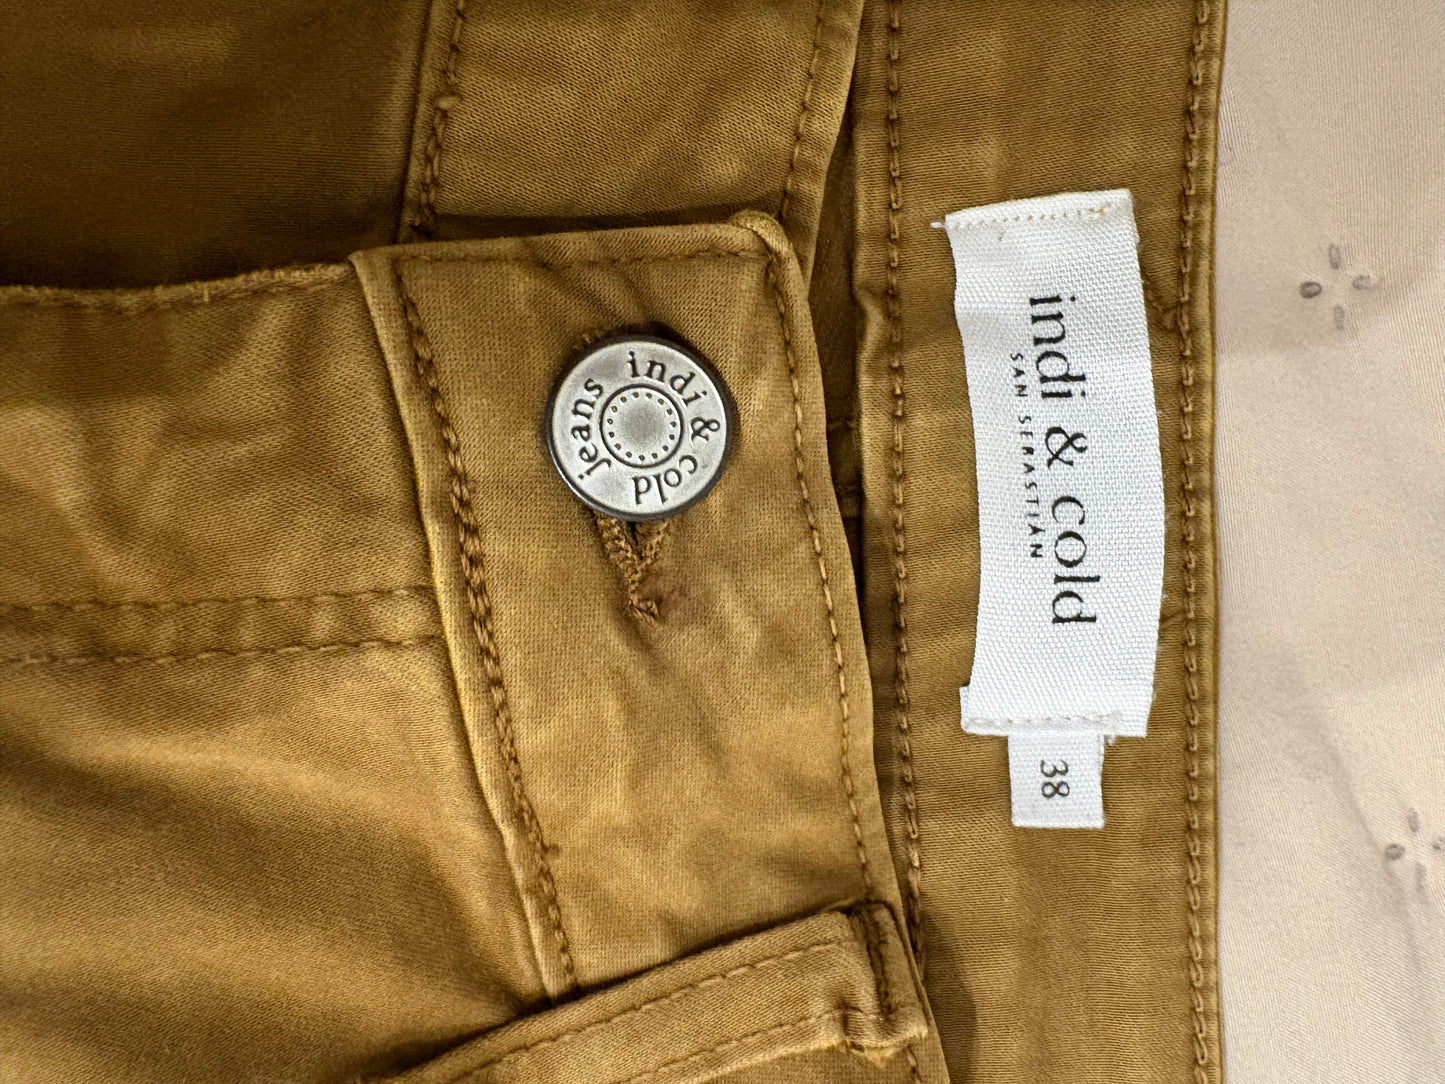 indi & cold
SAN SEBASTIAN
38
indi & cold jeans